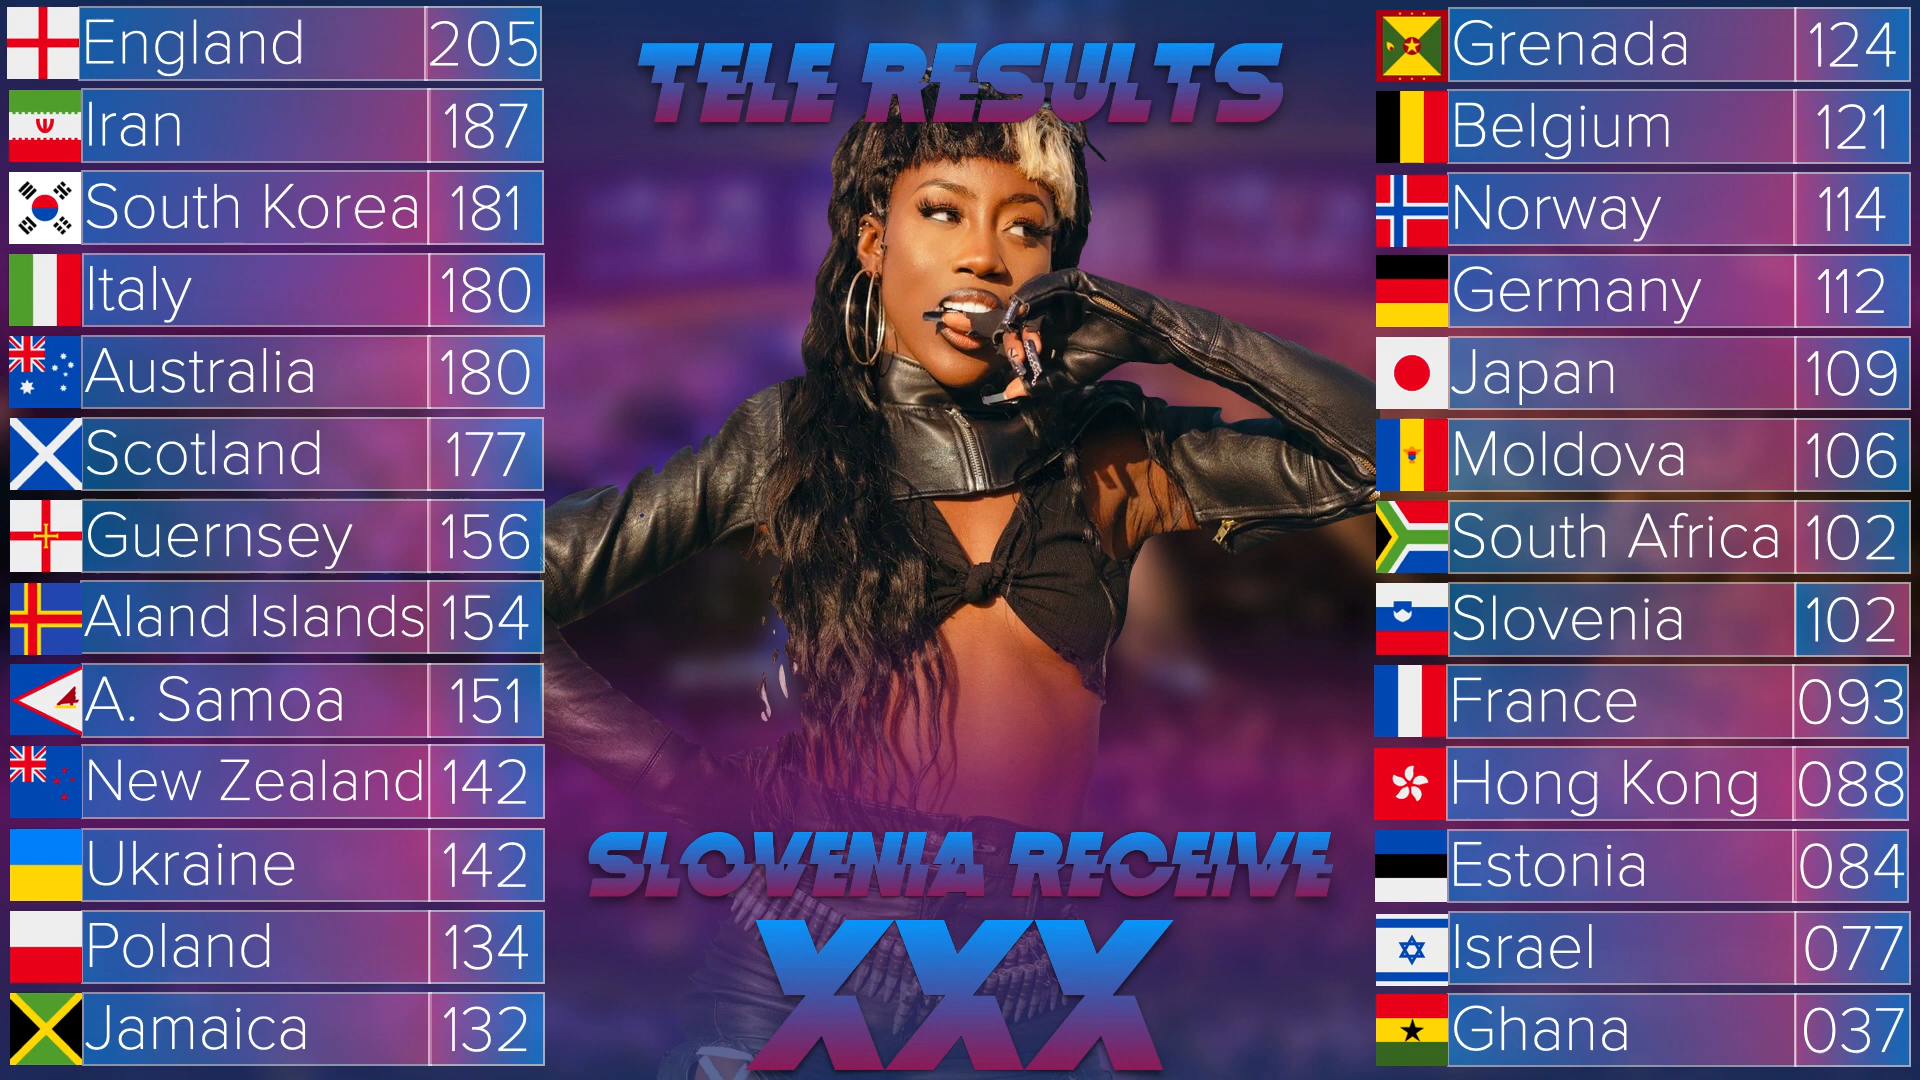 TELE RESULTS
England 205
Iran 187
South Korea 181
Italy 180
Australia 180
Scotland 177
Guernsey 156
Aland Islands 154
A. Samoa 151
New Zealand 142
Ukraine 142
Poland 134
Jamaica 132
Grenada 124
Belgium 121
Norway 114
Germany 112
Japan 109
Moldova 106
South Africa 102
Slovenia 102
France 093
Hong Kong 088
Estonia 084
Israel 077
Ghana 037
SLOVENIA RECEIVE
XXX